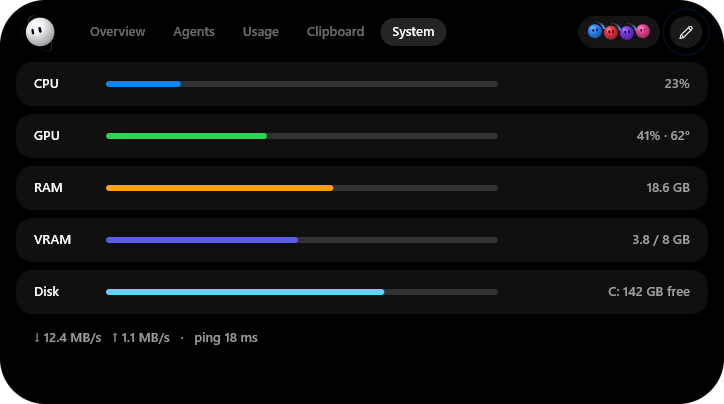 Overview Agents Usage Clipboard System
CPU 23%
GPU 41% · 62°
RAM 18.6 GB
VRAM 3.8 / 8 GB
Disk C: 142 GB free
↓ 12.4 MB/s ↑ 1.1 MB/s · ping 18 ms